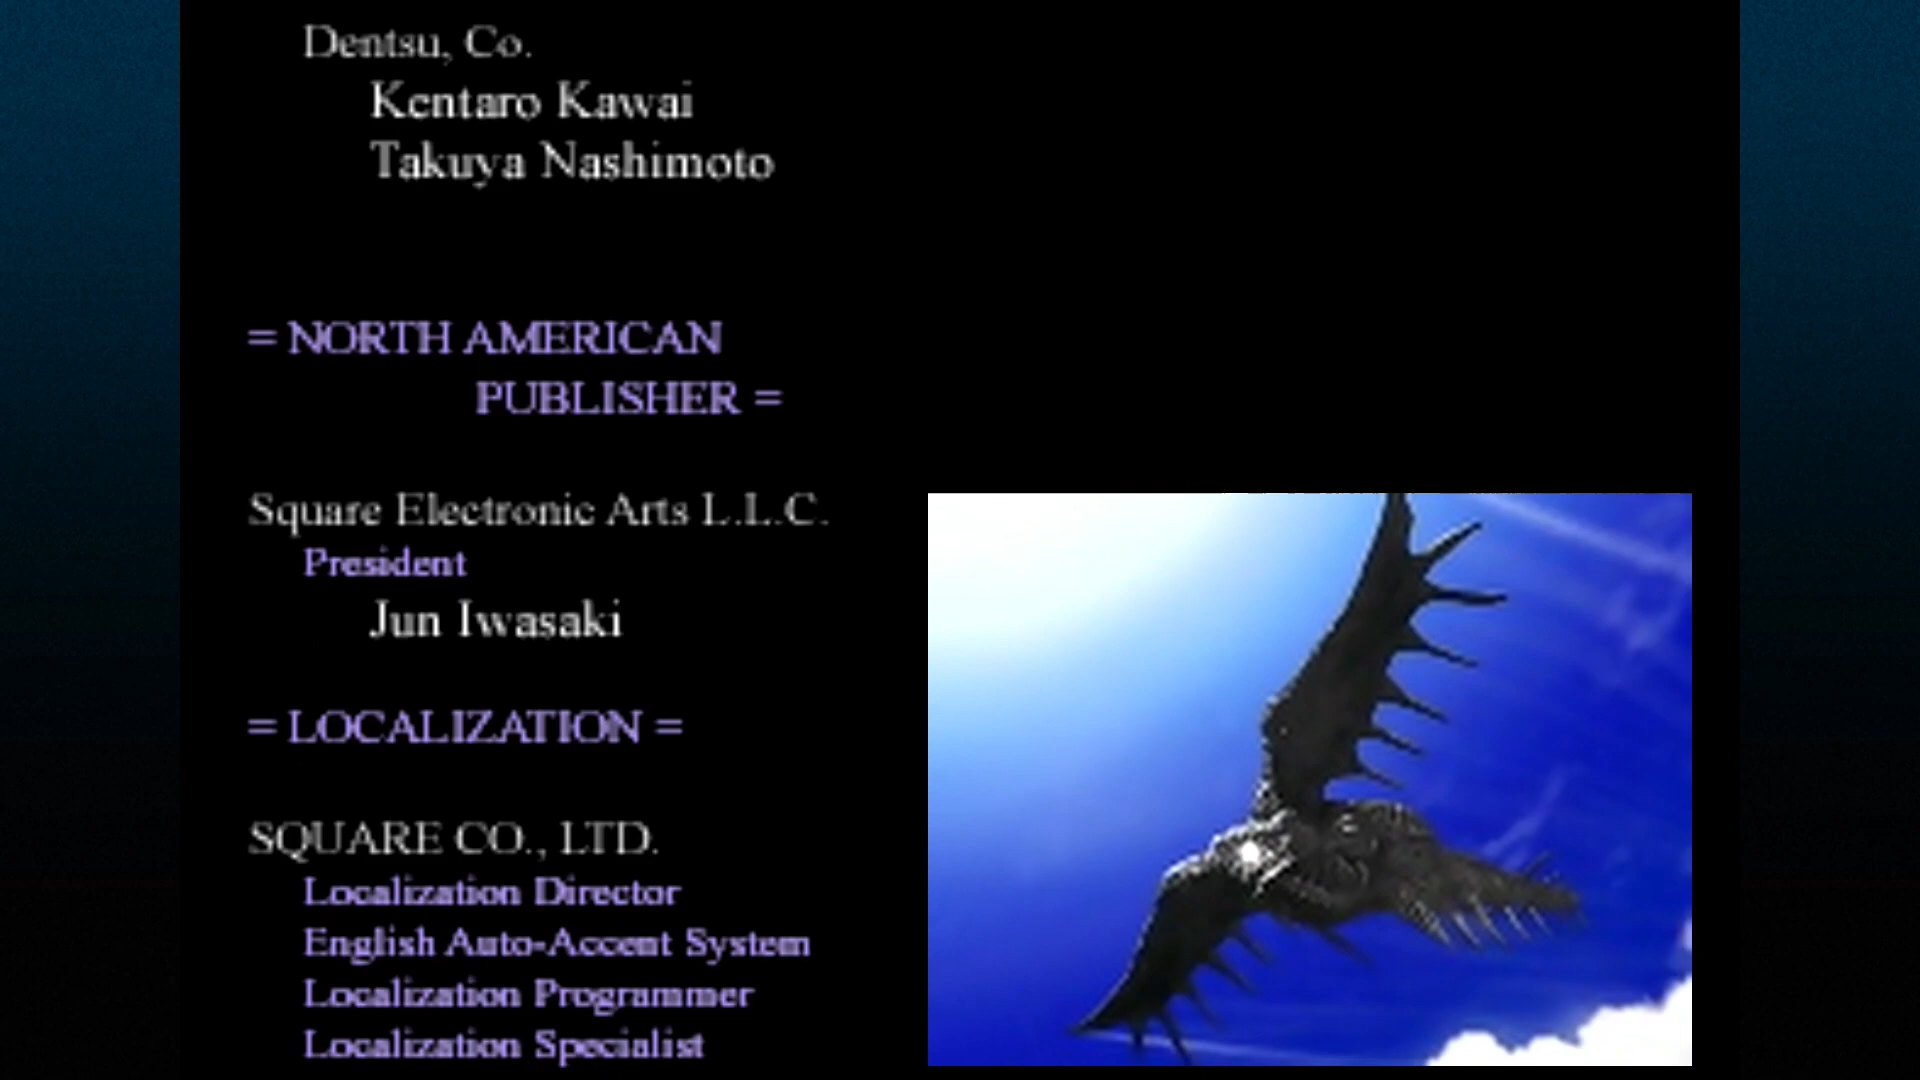 Dentsu, Co.
Kentaro Kawai
Takuya Nashimoto
= NORTH AMERICAN
PUBLISHER =
Square Electronic Arts L.L.C.
President
Jun Iwasaki
= LOCALIZATION =
SQUARE CO., LTD.
Localization Director
English Auto-Accent System
Localization Programmer
Localization Specialist